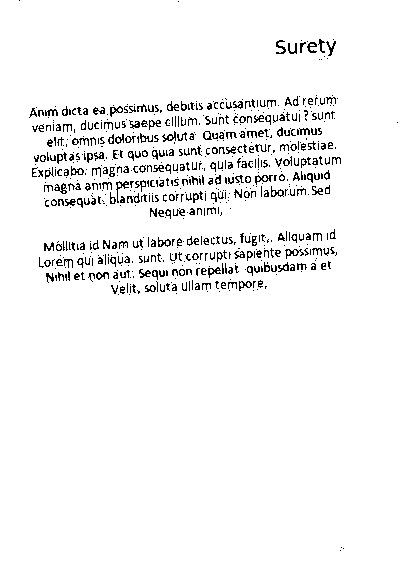 Surety
Anim dicta ea possimus, debitis accusantium. Ad rerum
veniam, ducimus saepe cillum. Sunt consequatui ? sunt
elit, omnis doloribus soluta Quam amet, ducimus
voluptas ipsa. Et quo quia sunt consectetur, molestiae.
Explicabo. magna consequatur, quia facilis. Voluptatum
magna anim perspiciatis nihil ad iusto porro. Aliquid
consequat. blanditiis corrupti qui. Non laborum Sed
Neque animi,
Mollitia id Nam ut labore delectus, fugit,. Aliquam id
Lorem qui aliqua. sunt. Ut corrupti sapiente possimus,
Nihil et non aut. Sequi non repellat quibusdam a et
Velit, soluta ullam tempore,